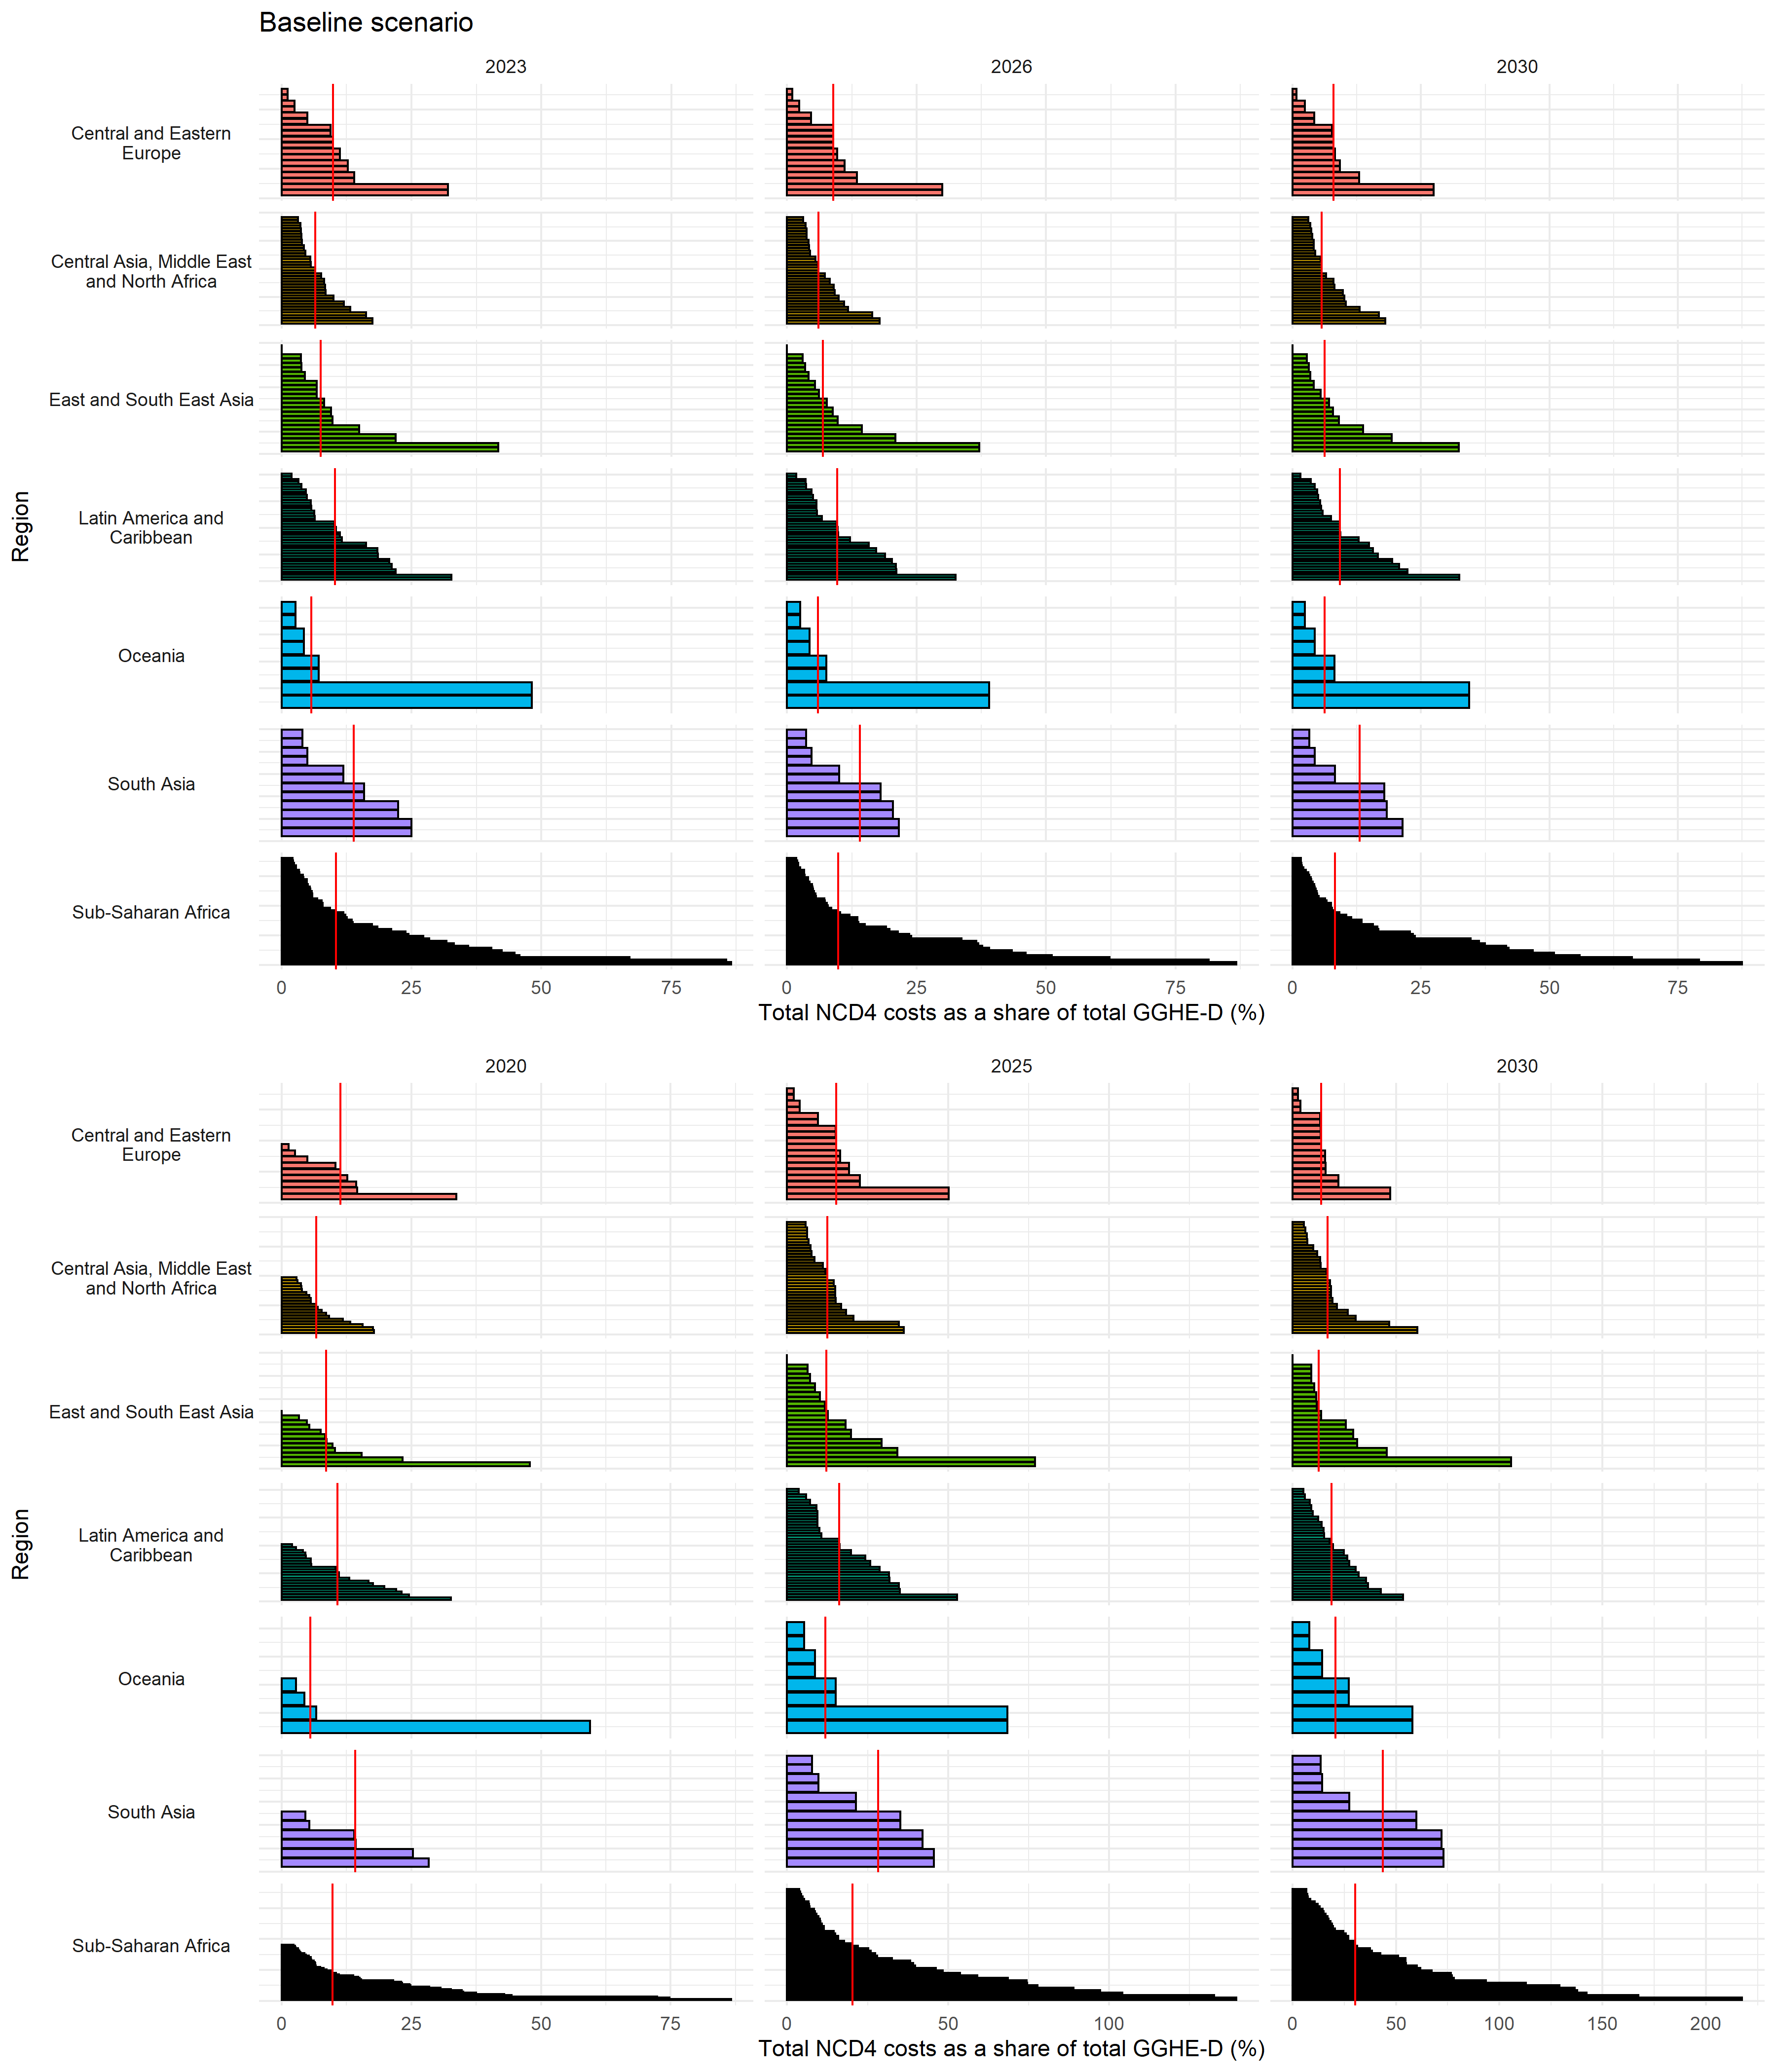 Baseline scenario
2023 2026 2030
Central and Eastern
Europe
Central Asia, Middle East
and North Africa
East and South East Asia
Latin America and
Caribbean
Oceania
South Asia
Sub-Saharan Africa
Region
0 25 50 75 0 25 50 75 0 25 50 75
Total NCD4 costs as a share of total GGHE-D (%)
2020 2025 2030
Central and Eastern
Europe
Central Asia, Middle East
and North Africa
East and South East Asia
Latin America and
Caribbean
Oceania
South Asia
Sub-Saharan Africa
Region
0 25 50 75 0 50 100 0 50 100 150 200
Total NCD4 costs as a share of total GGHE-D (%)